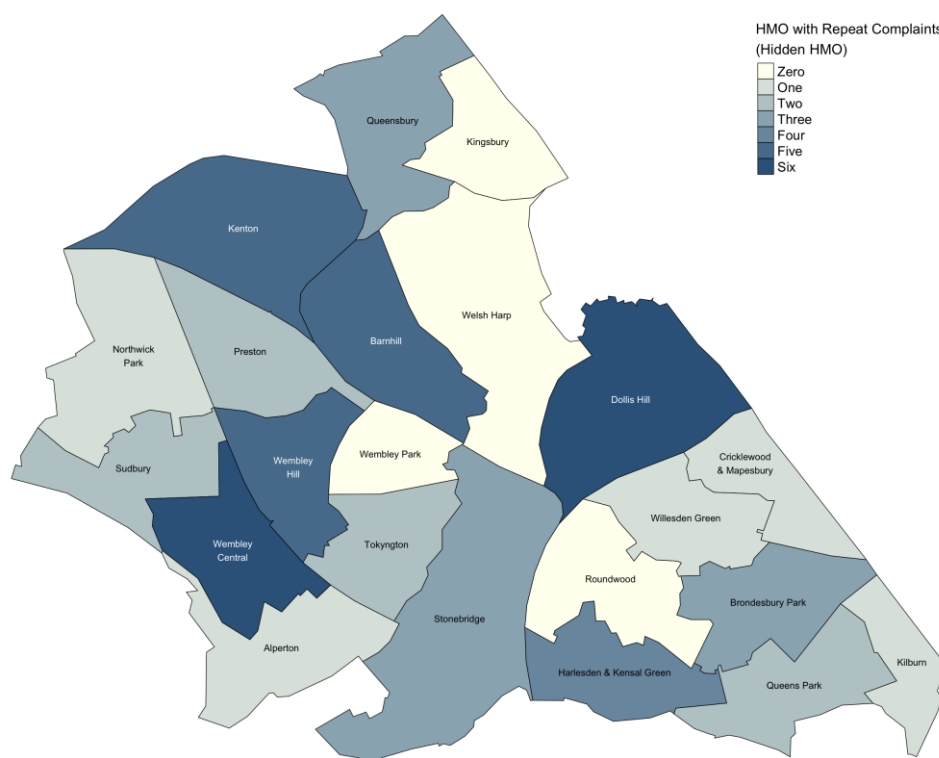 HMO with Repeat Complaints
(Hidden HMO)
Zero
One
Two
Three
Four
Five
Six
Queensbury
Kingsbury
Kenton
Welsh Harp
Barnhill
Northwick
Park
Preston
Dollis Hill
Wembley Park
Cricklewood
& Mapesbury
Wembley
Hill
Sudbury
Willesden Green
Wembley
Central
Tokyngton
Roundwood
Brondesbury Park
Stonebridge
Alperton
Harlesden & Kensal Green
Kilburn
Queens Park